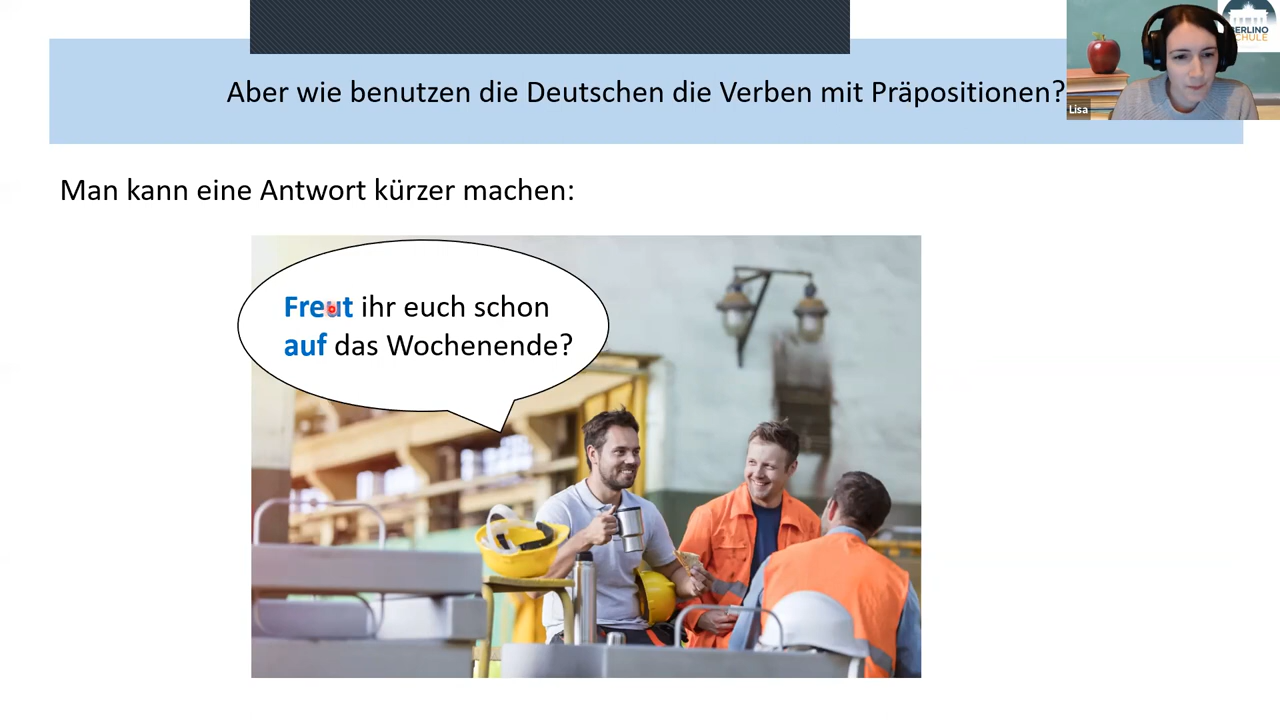 Aber wie benutzen die Deutschen die Verben mit Präpositionen?
Lisa
Man kann eine Antwort kürzer machen:
Freut ihr euch schon
auf das Wochenende?